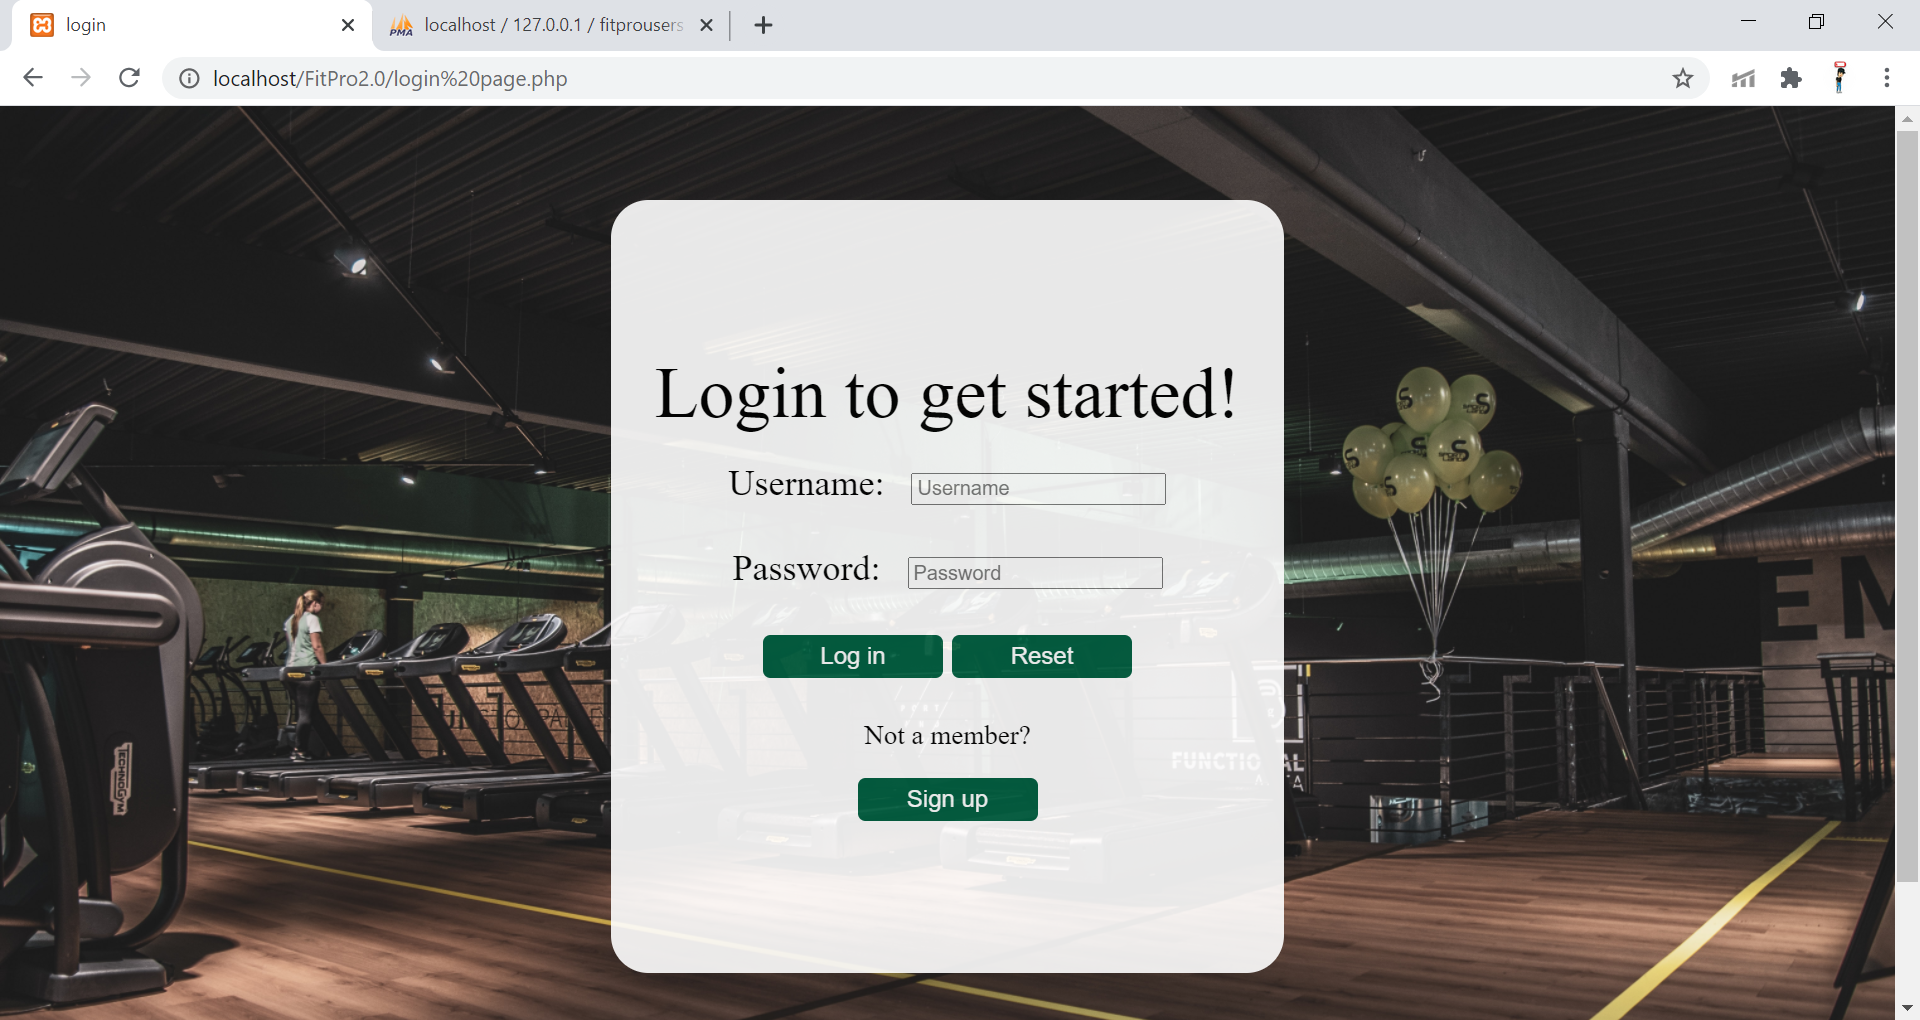 login
localhost / 127.0.0.1 / fitprousers
localhost/FitPro2.0/login%20page.php
Login to get started!
Username:
Username
Password:
Password
Log in
Reset
Not a member?
Sign up
TECHNOGYM
EM